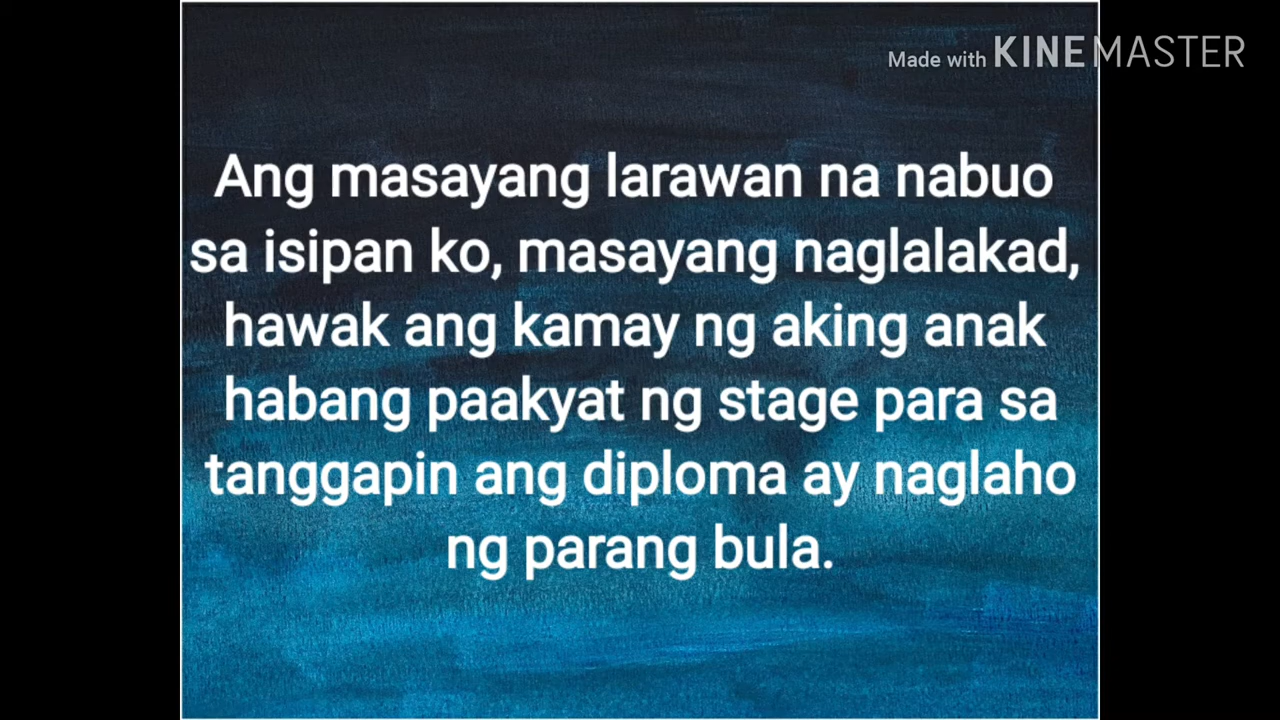 Made with KINEMASTER
Ang masayang larawan na nabuo
sa isipan ko, masayang naglalakad,
hawak ang kamay ng aking anak
habang paakyat ng stage para sa
tanggapin ang diploma ay naglaho
ng parang bula.